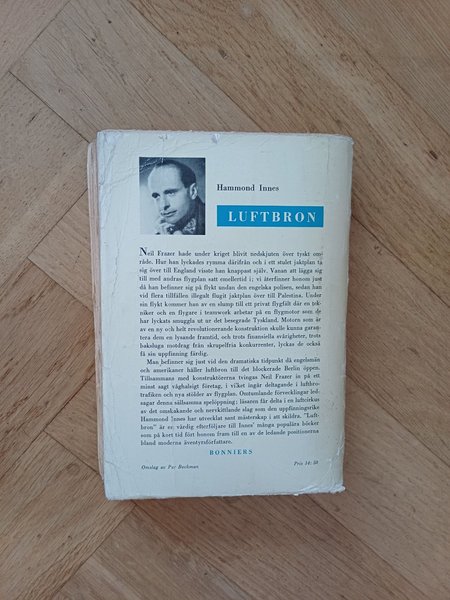 Hammond Innes
LUFTBRON
Neil Frazer hade under kriget blivit nedskjuten över tyskt om-
råde. Hur han lyckades rymma därifrån och i ett stulet jaktplan ta
sig över till England visste han knappast själv. Vanan att lägga sig
till med andras flygplan satt emellertid i; vi återfinner honom just
då han befinner sig på flykt undan den engelska polisen, sedan han
vid flera tillfällen illegalt flugit jaktplan över till Palestina. Under
sin flykt kommer han av en slump till ett privat flygfält där en tek-
niker och en flygare i teamwork arbetar på en flygmotor som de
har lyckats smuggla ut ur det besegrade Tyskland. Motorn som är
av en ny och helt revolutionerande konstruktion skulle kunna garan-
tera dem en lysande framtid, och trots finansiella svårigheter, trots
baksluga motdrag från skrupelfria konkurrenter, lyckas de också
få sin uppfinning färdig.
Man befinner sig just vid den dramatiska tidpunkt då engelsmän
och amerikaner håller luftbron till det blockerade Berlin öppen.
Tillsammans med konstruktörerna tvingas Neil Frazer in på ett
minst sagt våghalsigt företag, i vilket ingår deltagande i luftbro-
trafiken och nya stölder av flygplan. Omtumlande förvecklingar led-
sagar denna sällsamma spelöppning; läsaren får delta i en luftcirkus
av det omskakande och nervkittlande slag som den uppfinningsrike
Hammond Innes har utvecklat sant mästerskap i att skildra. "Luft-
bron" är en värdig efterföljare till Innes' många populära böcker
som på kort tid fört honom fram till en av de ledande positionerna
bland moderna äventyrsförfattare.
BONNIERS
Omslag av Per Beckman
Pris 14: 50